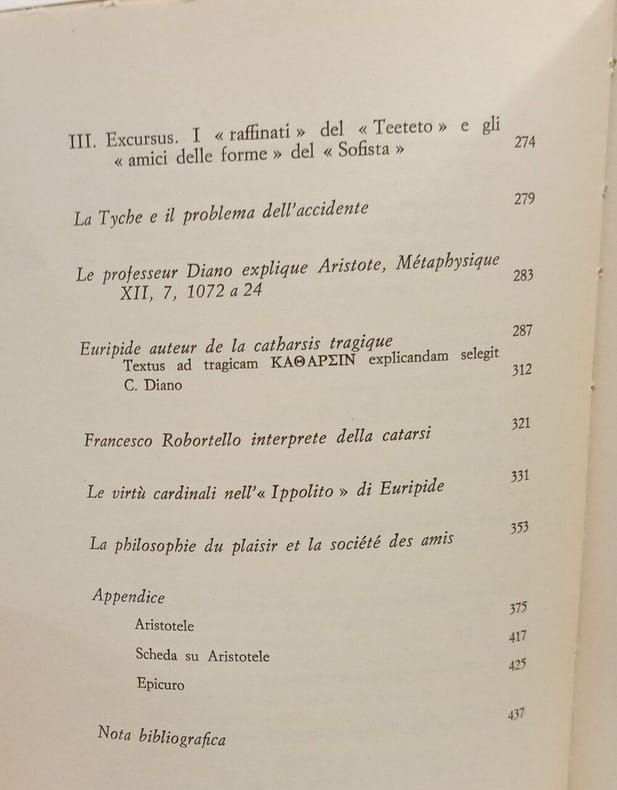 III. Excursus. I « raffinati » del « Teeteto » e gli
« amici delle forme » del « Sofista » 274
La Tyche e il problema dell'accidente 279
Le professeur Diano explique Aristote, Métaphysique
XII, 7, 1072 a 24 283
Euripide auteur de la catharsis tragique 287
Textus ad tragicam ΚΑΘΑΡΣΙΝ explicandam selegit
C. Diano 312
Francesco Robortello interprete della catarsi 321
Le virtù cardinali nell'« Ippolito » di Euripide 331
La philosophie du plaisir et la société des amis 353
Appendice
Aristotele 375
Scheda su Aristotele 417
Epicuro 425
Nota bibliografica 437